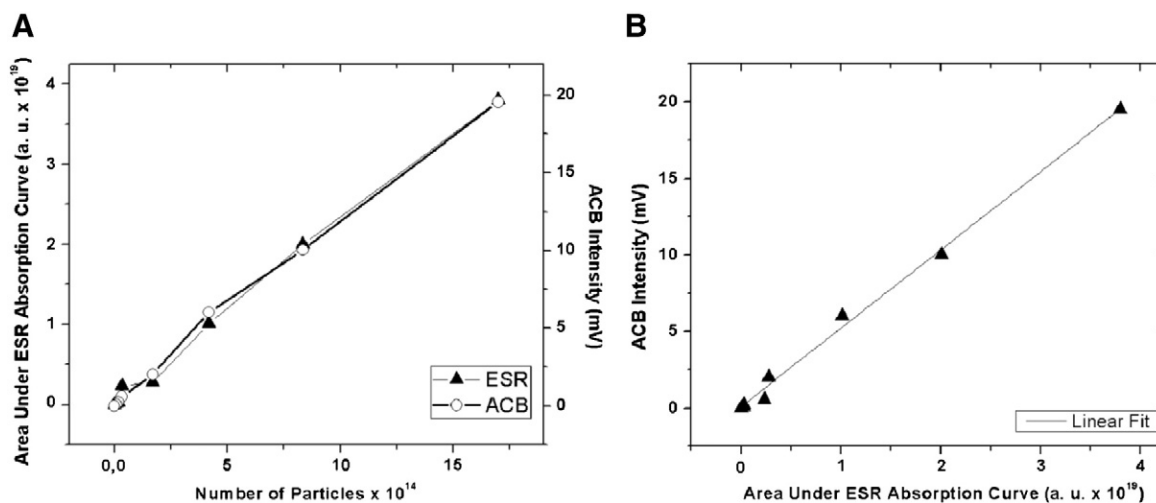 A
Area Under ESR Absorption Curve (a. u. x 10¹⁹)
4
3
2
1
0
0,0
5
10
15
Number of Particles x 10¹⁴
20
15
10
5
0
ACB Intensity (mV)
ESR
ACB
B
ACB Intensity (mV)
20
15
10
5
0
0
1
2
3
4
Area Under ESR Absorption Curve (a. u. x 10¹⁹)
Linear Fit